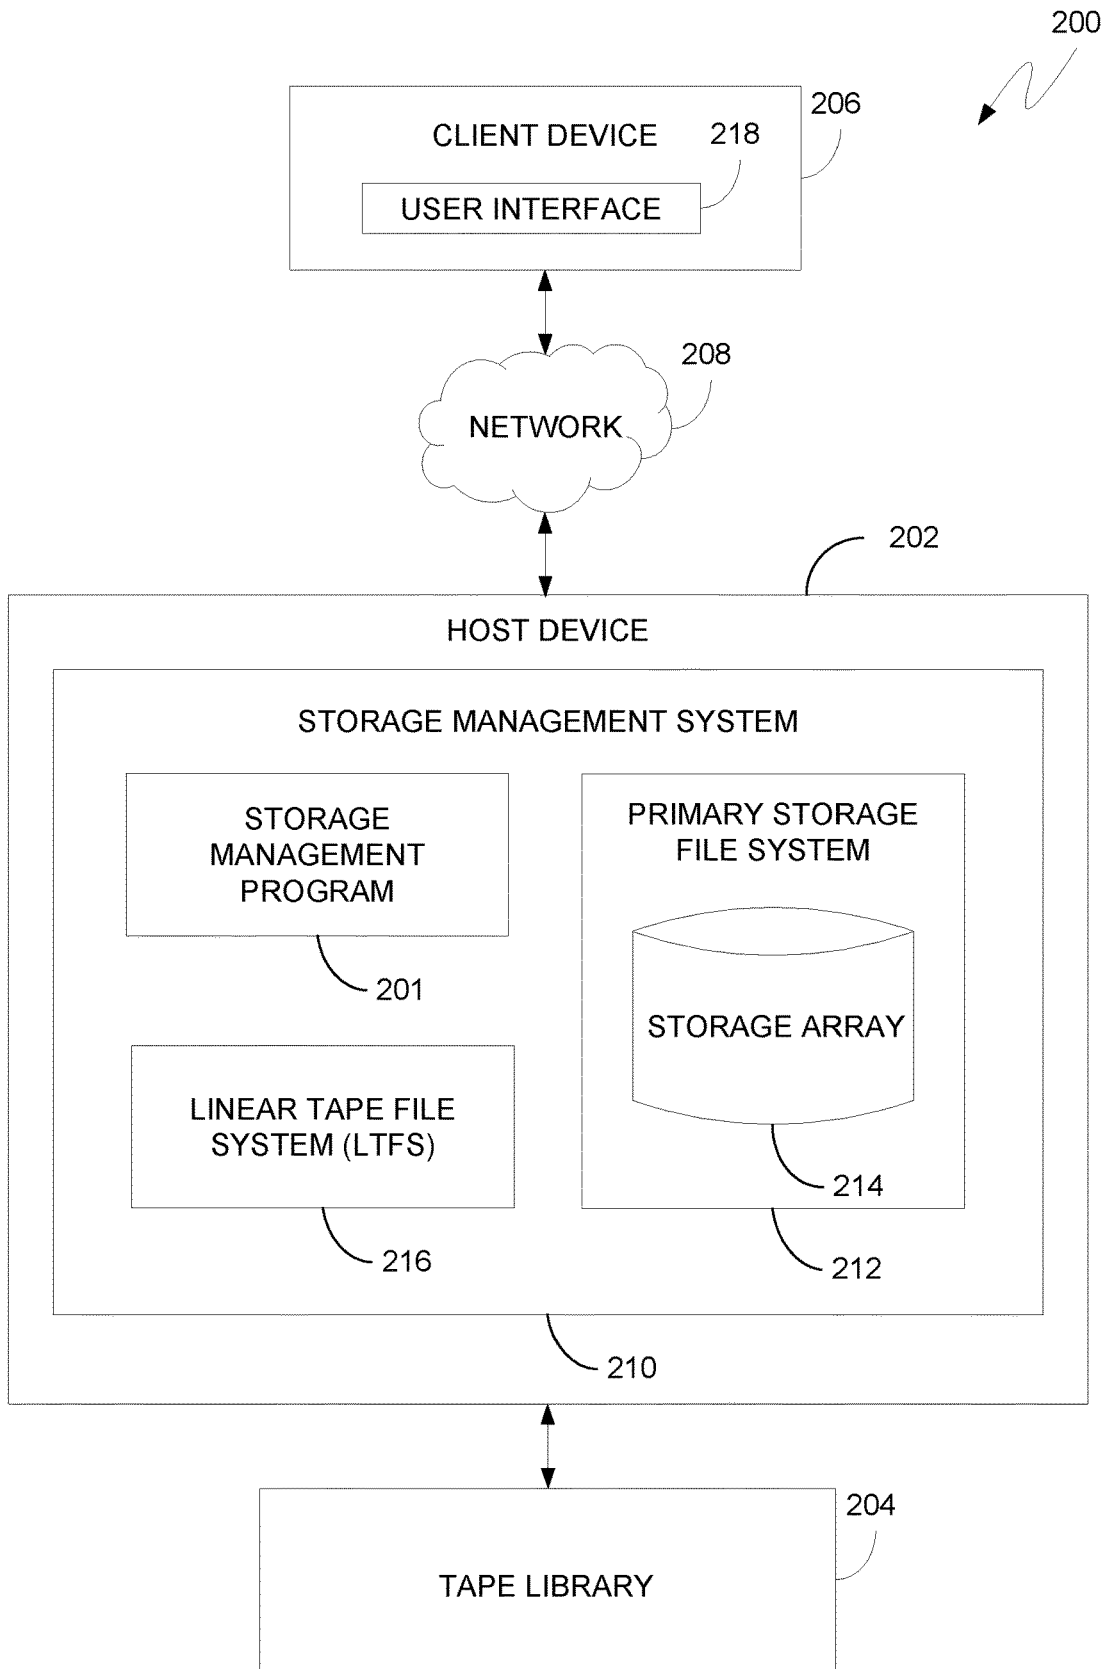 200
206
CLIENT DEVICE
218
USER INTERFACE
208
NETWORK
202
HOST DEVICE
STORAGE MANAGEMENT SYSTEM
STORAGE
MANAGEMENT
PROGRAM
201
PRIMARY STORAGE
FILE SYSTEM
STORAGE ARRAY
214
212
LINEAR TAPE FILE
SYSTEM (LTFS)
216
210
204
TAPE LIBRARY